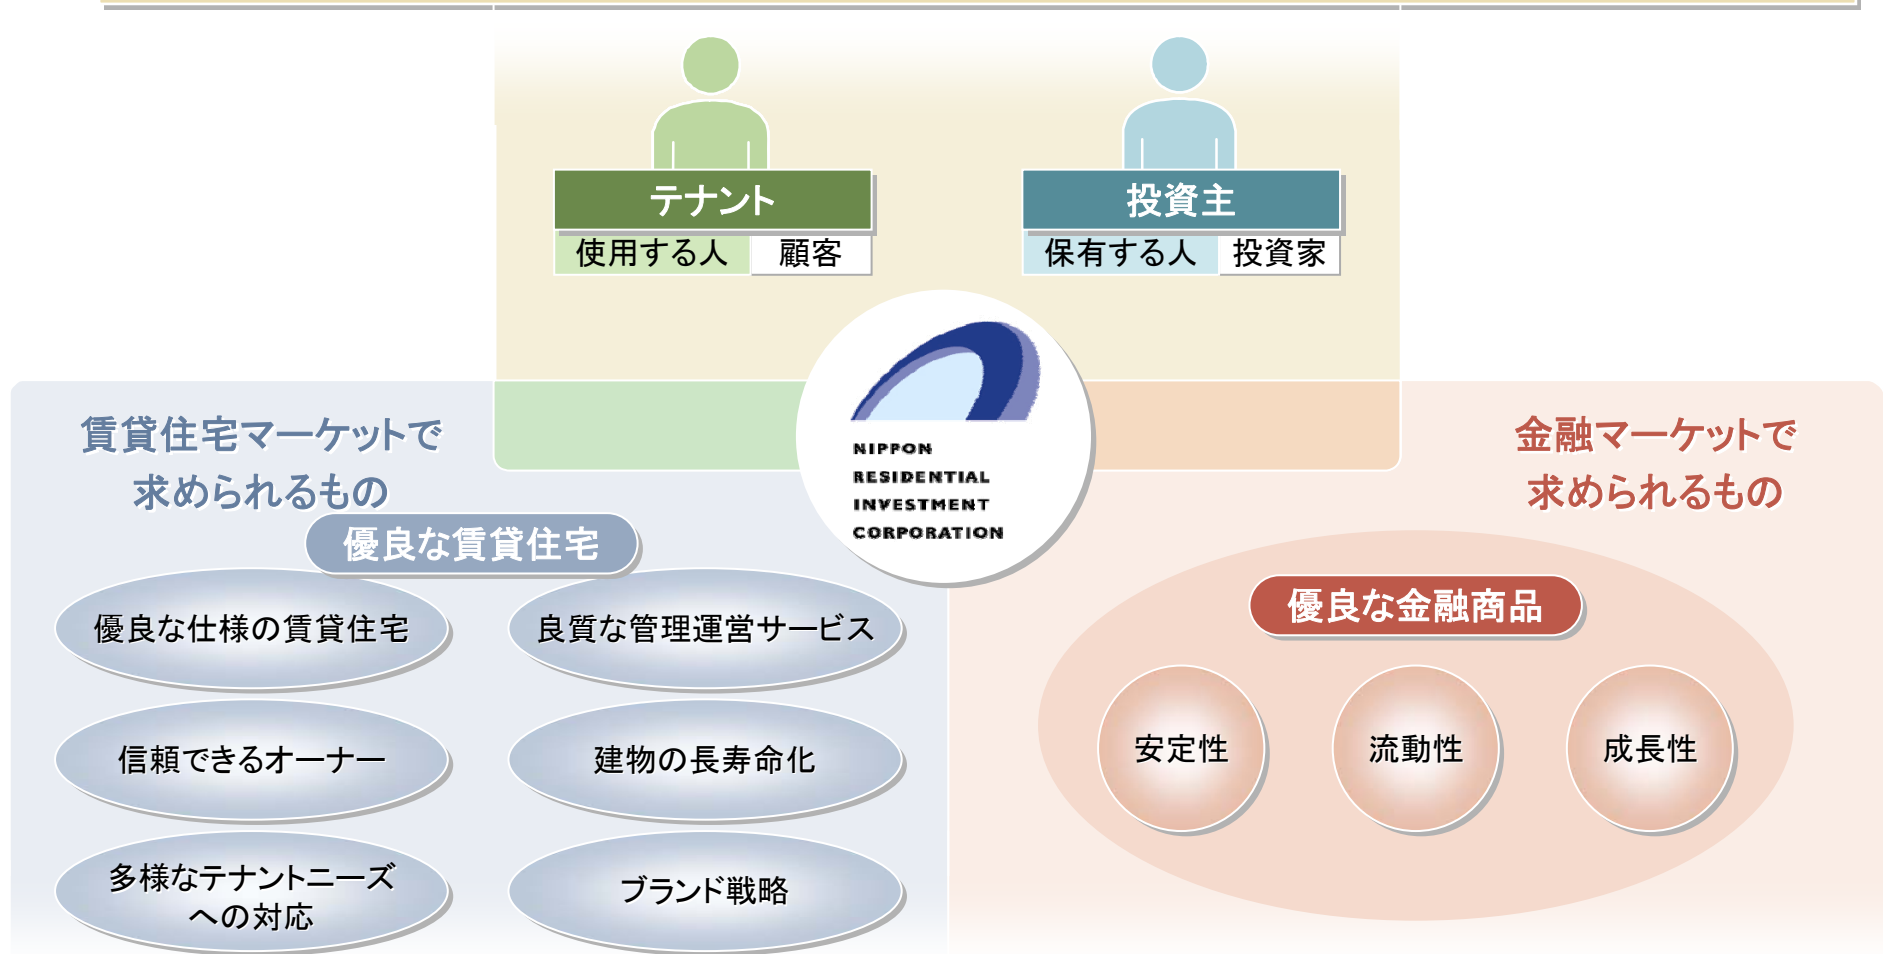 テナント
使用する人 顧客
投資主
保有する人 投資家
NIPPON
RESIDENTIAL
INVESTMENT
CORPORATION
賃貸住宅マーケットで
求められるもの
優良な賃貸住宅
優良な仕様の賃貸住宅
良質な管理運営サービス
信頼できるオーナー
建物の長寿命化
多様なテナントニーズ
への対応
ブランド戦略
金融マーケットで
求められるもの
優良な金融商品
安定性
流動性
成長性